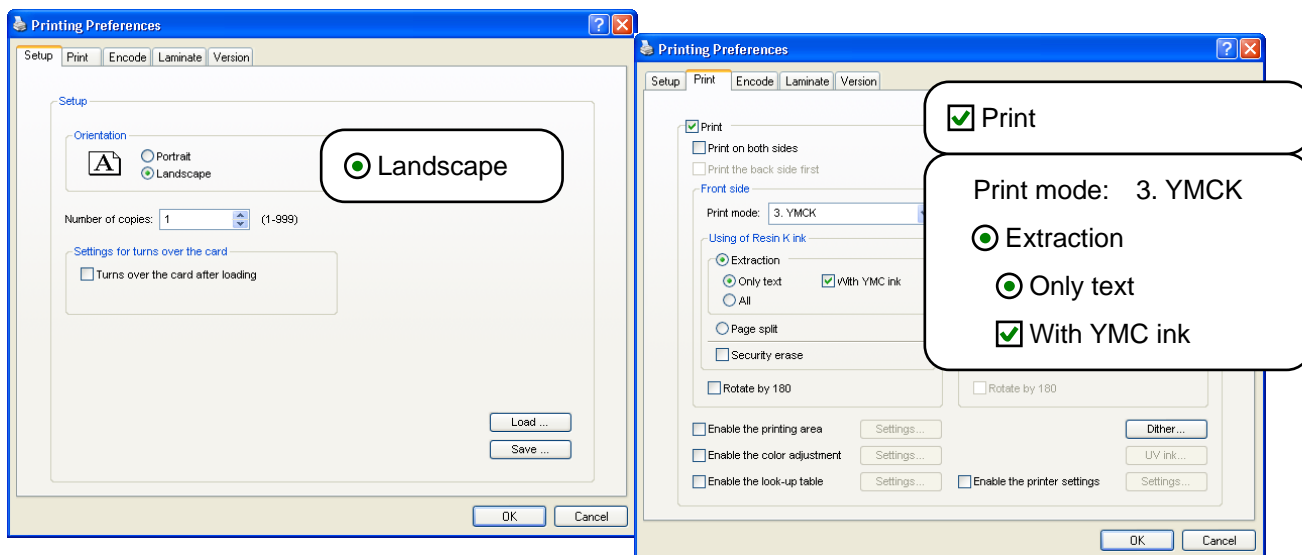 Printing Preferences
Setup Print Encode Laminate Version
Setup
Orientation
A
Portrait
Landscape
Landscape
Number of copies: 1 (1-999)
Settings for turns over the card
Turns over the card after loading
Load ...
Save ...
OK Cancel
Printing Preferences
Setup Print Encode Laminate Version
Print
Print
Print on both sides
Print the back side first
Front side
Print mode: 3. YMCK
Print mode: 3. YMCK
Using of Resin K ink
Extraction
Extraction
Only text With YMC ink
Only text
All
With YMC ink
Page split
Security erase
Rotate by 180 Rotate by 180
Enable the printing area Settings... Dither...
Enable the color adjustment Settings... UV ink...
Enable the look-up table Settings... Enable the printer settings Settings...
OK Cancel